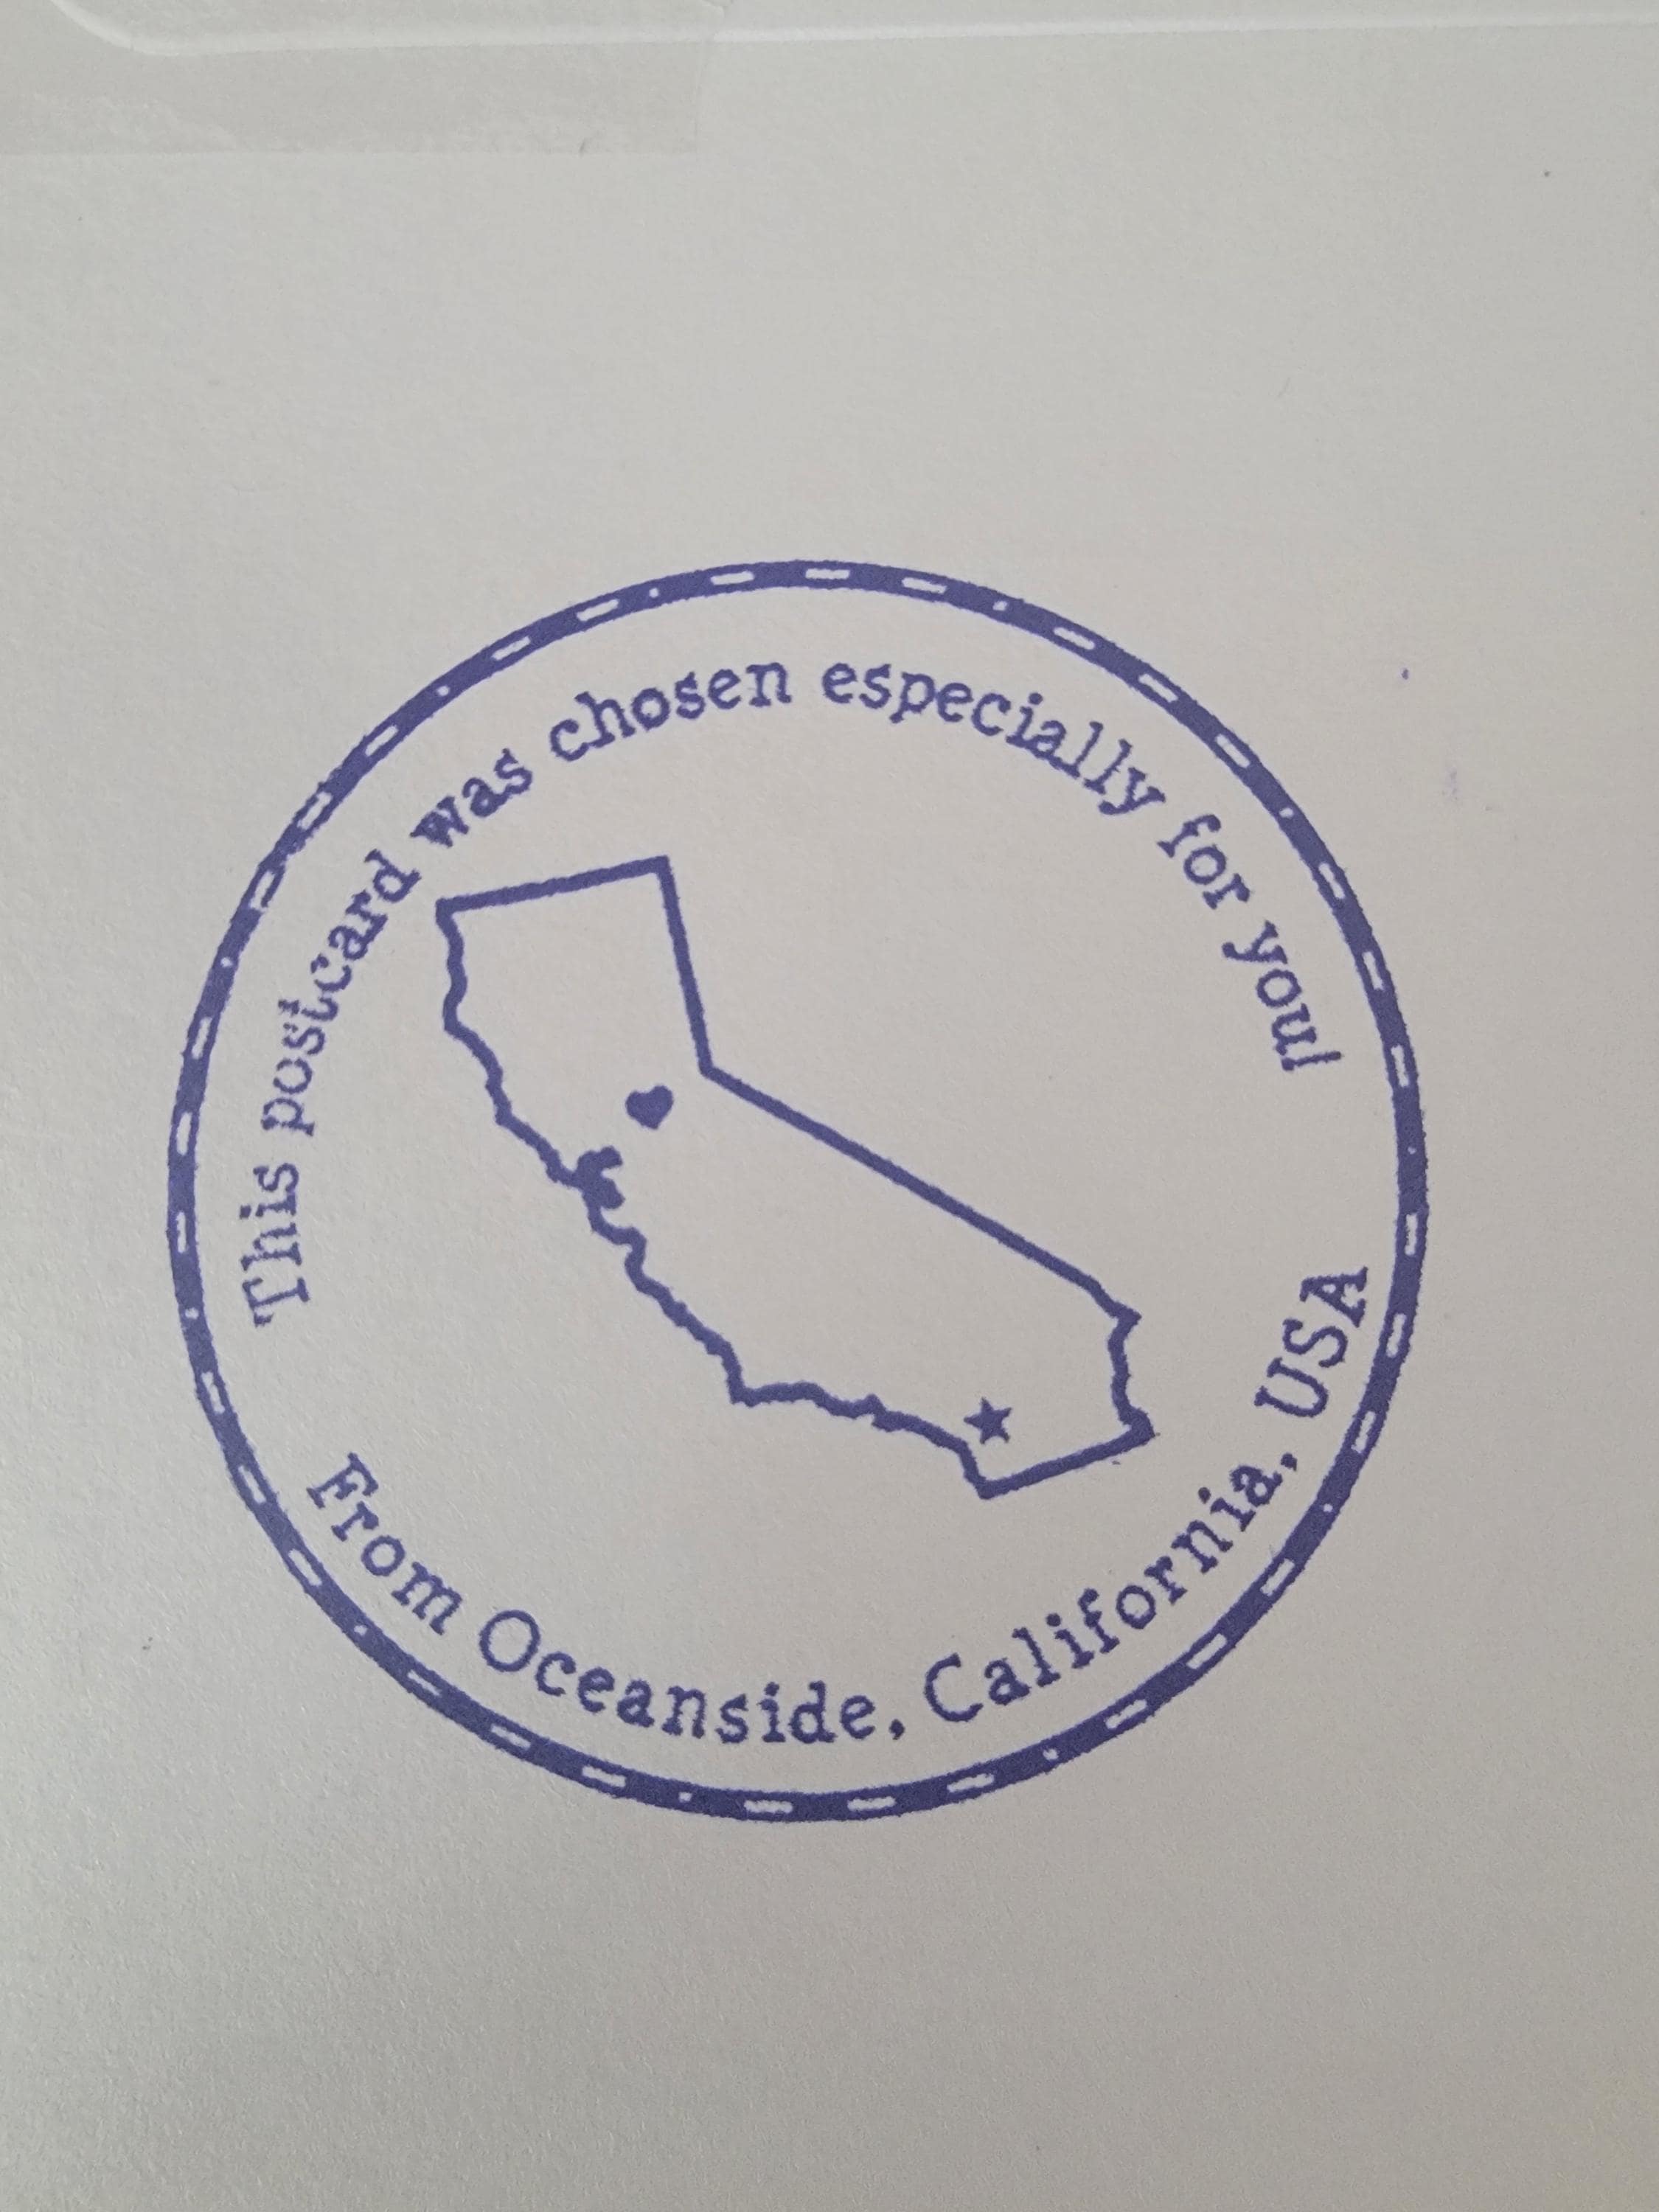 This postcard was chosen especially for you!
From Oceanside, California, USA